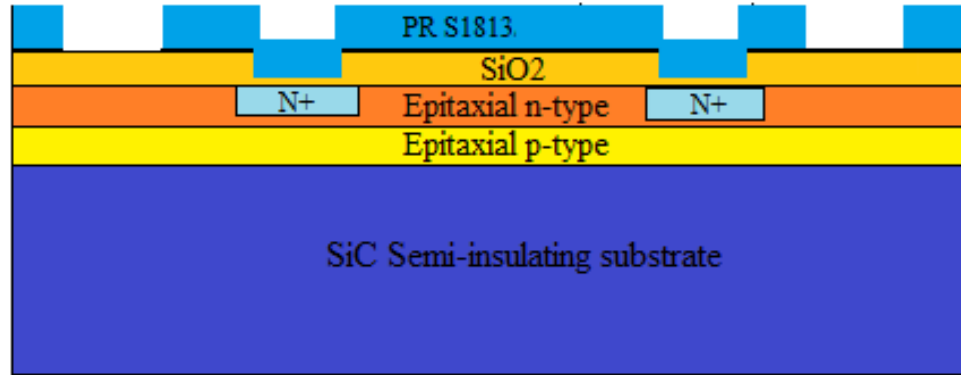 PR S1813.
SiO2
N+ Epitaxial n-type N+
Epitaxial p-type
SiC Semi-insulating substrate